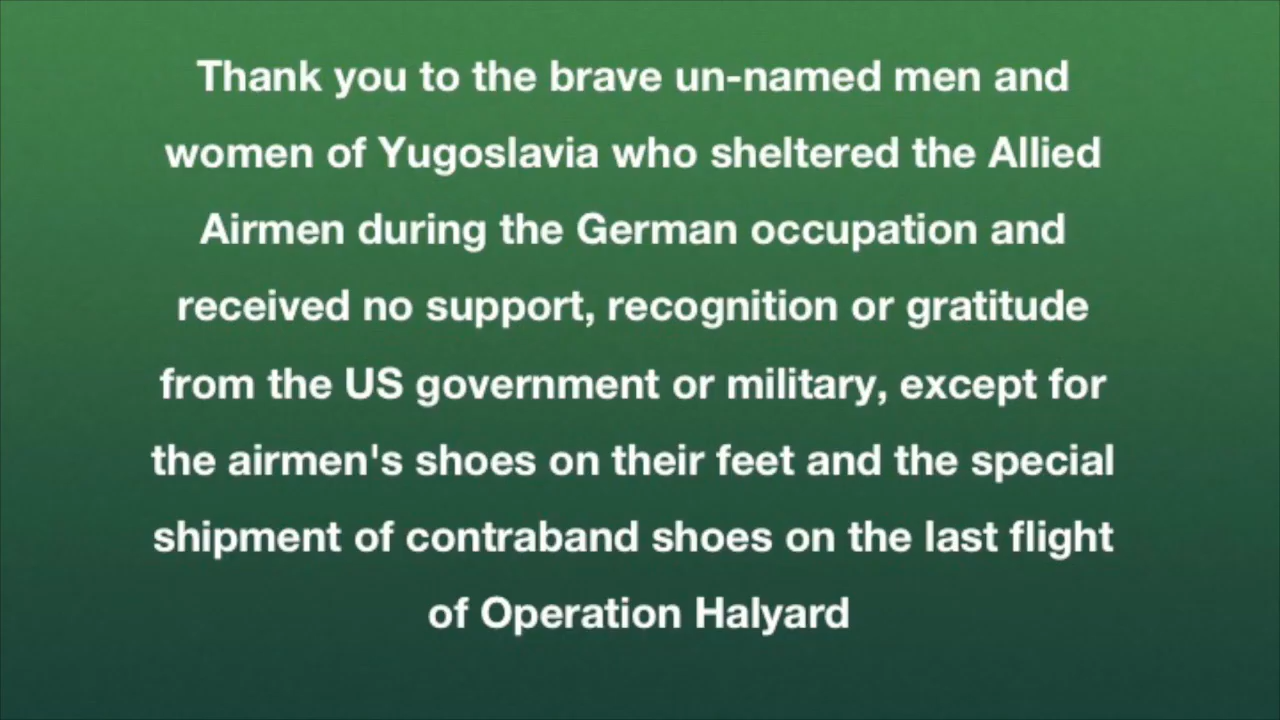 Thank you to the brave un-named men and
women of Yugoslavia who sheltered the Allied
Airmen during the German occupation and
received no support, recognition or gratitude
from the US government or military, except for
the airmen's shoes on their feet and the special
shipment of contraband shoes on the last flight
of Operation Halyard